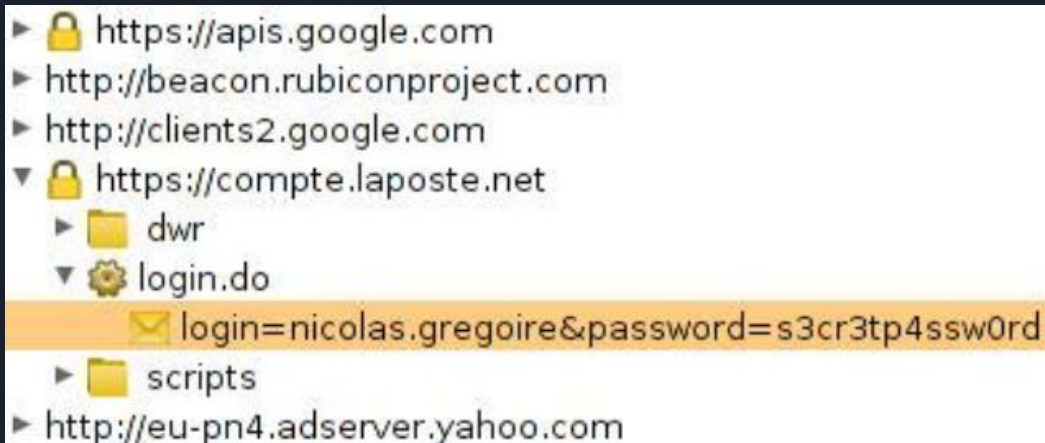 https://apis.google.com
http://beacon.rubiconproject.com
http://clients2.google.com
https://compte.laposte.net
dwr
login.do
login=nicolas.gregoire&password=s3cr3tp4ssw0rd
scripts
http://eu-pn4.adserver.yahoo.com